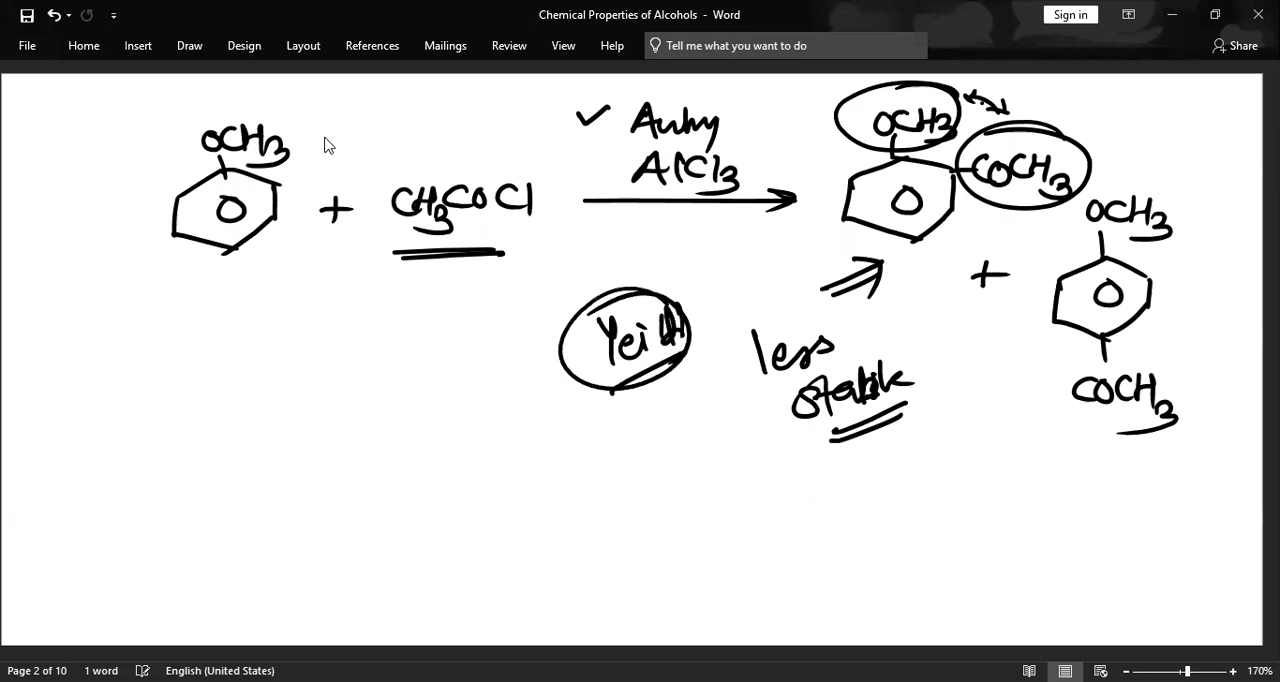 Chemical Properties of Alcohols - Word
Sign in
File Home Insert Draw Design Layout References Mailings Review View Help Tell me what you want to do Share
OCH3
+ CH3COCl
Anhy
AlCl3
OCH3
COCH3
+
OCH3
COCH3
Yeild
less
stable
Page 2 of 10 1 word English (United States) 170%